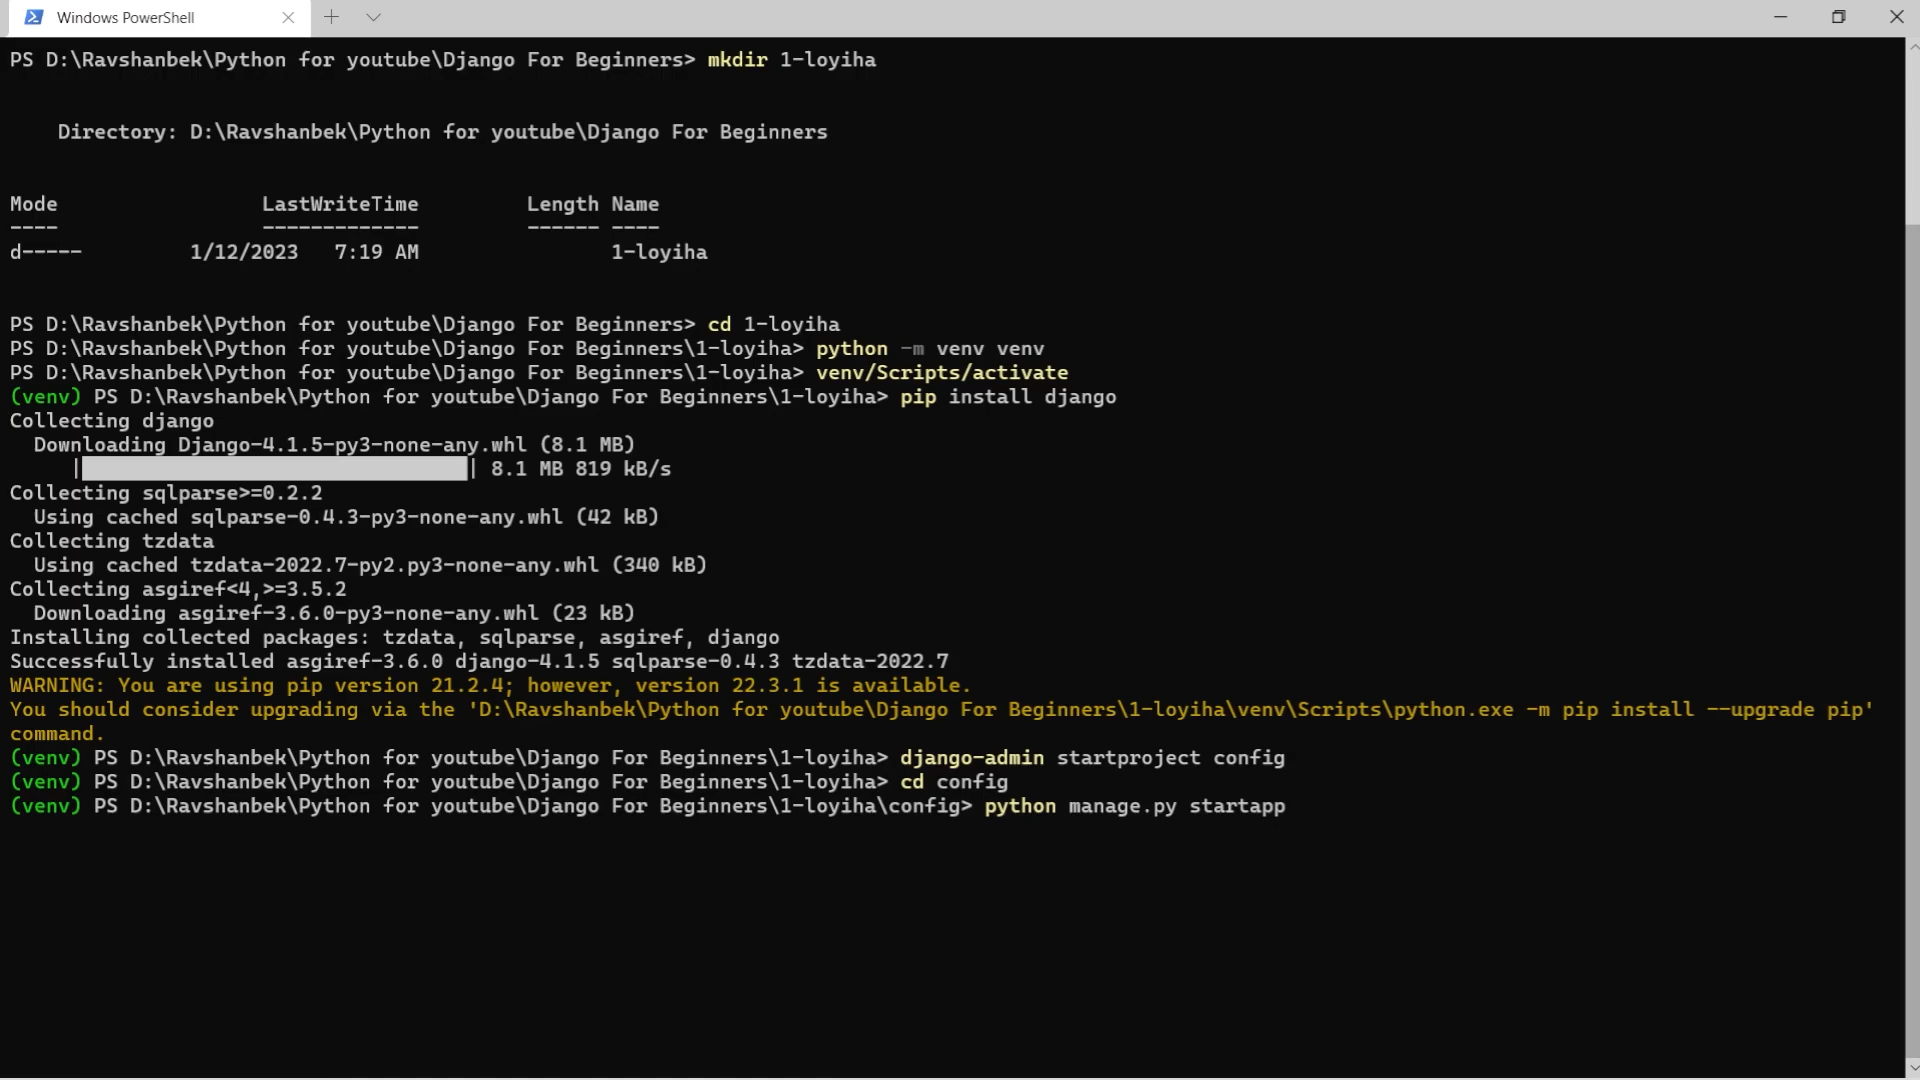 Windows PowerShell
PS D:\Ravshanbek\Python for youtube\Django For Beginners> mkdir 1-loyiha
Directory: D:\Ravshanbek\Python for youtube\Django For Beginners
Mode LastWriteTime Length Name
---- ------------- ------ ----
d----- 1/12/2023 7:19 AM 1-loyiha
PS D:\Ravshanbek\Python for youtube\Django For Beginners> cd 1-loyiha
PS D:\Ravshanbek\Python for youtube\Django For Beginners\1-loyiha> python -m venv venv
PS D:\Ravshanbek\Python for youtube\Django For Beginners\1-loyiha> venv/Scripts/activate
(venv) PS D:\Ravshanbek\Python for youtube\Django For Beginners\1-loyiha> pip install django
Collecting django
Downloading Django-4.1.5-py3-none-any.whl (8.1 MB)
| | 8.1 MB 819 kB/s
Collecting sqlparse>=0.2.2
Using cached sqlparse-0.4.3-py3-none-any.whl (42 kB)
Collecting tzdata
Using cached tzdata-2022.7-py2.py3-none-any.whl (340 kB)
Collecting asgiref<4,>=3.5.2
Downloading asgiref-3.6.0-py3-none-any.whl (23 kB)
Installing collected packages: tzdata, sqlparse, asgiref, django
Successfully installed asgiref-3.6.0 django-4.1.5 sqlparse-0.4.3 tzdata-2022.7
WARNING: You are using pip version 21.2.4; however, version 22.3.1 is available.
You should consider upgrading via the 'D:\Ravshanbek\Python for youtube\Django For Beginners\1-loyiha\venv\Scripts\python.exe -m pip install --upgrade pip'
command.
(venv) PS D:\Ravshanbek\Python for youtube\Django For Beginners\1-loyiha> django-admin startproject config
(venv) PS D:\Ravshanbek\Python for youtube\Django For Beginners\1-loyiha> cd config
(venv) PS D:\Ravshanbek\Python for youtube\Django For Beginners\1-loyiha\config> python manage.py startapp